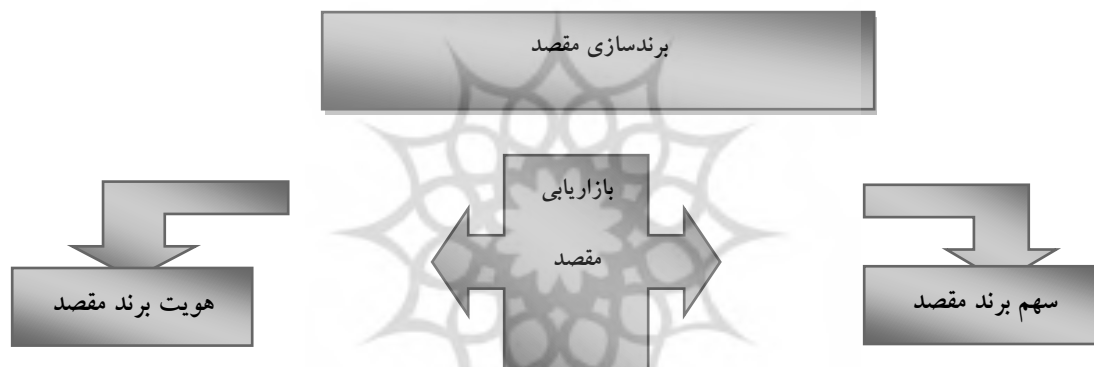 برندسازی مقصد
بازاریابی
مقصد
سهم برند مقصد
هویت برند مقصد